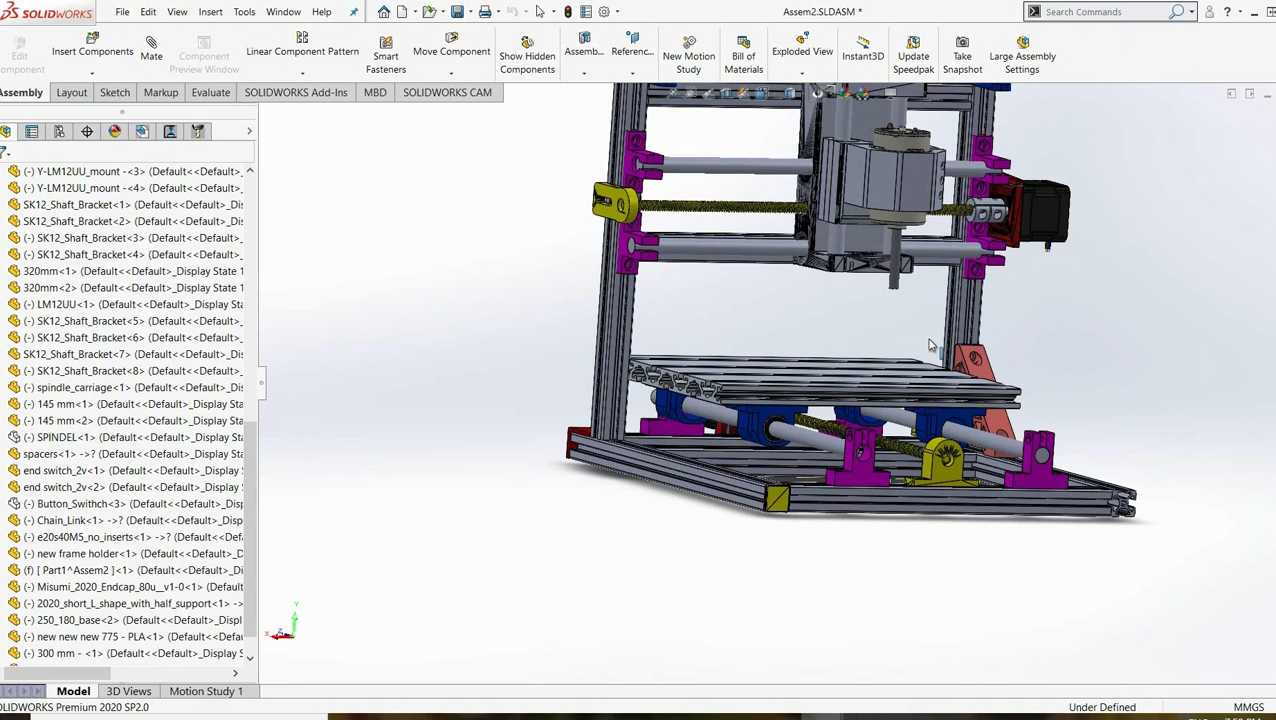 SOLIDWORKS
File Edit View Insert Tools Window Help
Assem2.SLDASM *
Search Commands
Edit Component
Insert Components
Mate
Component Preview Window
Linear Component Pattern
Smart Fasteners
Move Component
Show Hidden Components
Assemb...
Referenc...
New Motion Study
Bill of Materials
Exploded View
Instant3D
Update Speedpak
Take Snapshot
Large Assembly Settings
Assembly Layout Sketch Markup Evaluate SOLIDWORKS Add-Ins MBD SOLIDWORKS CAM
(-) Y-LM12UU_mount -<3> (Default<<Default>
(-) Y-LM12UU_mount -<4> (Default<<Default>
SK12_Shaft_Bracket<1> (Default<<Default>_Dis
SK12_Shaft_Bracket<2> (Default<<Default>_Dis
(-) SK12_Shaft_Bracket<3> (Default<<Default>
(-) SK12_Shaft_Bracket<4> (Default<<Default>
320mm<1> (Default<<Default>_Display State 1
320mm<2> (Default<<Default>_Display State 1
(-) LM12UU<1> (Default<<Default>_Display Sta
(-) SK12_Shaft_Bracket<5> (Default<<Default>
(-) SK12_Shaft_Bracket<6> (Default<<Default>
(-) SK12_Shaft_Bracket<7> (Default<<Default>
(-) SK12_Shaft_Bracket<8> (Default<<Default>
(-) spindle_carriage<1> (Default<<Default>_Di
(-) 145 mm<1> (Default<<Default>_Display Sta
(-) 145 mm<2> (Default<<Default>_Display Sta
(-) SPINDEL<1> (Default<<Default>_Display Sta
spacers<1> ->? (Default<<Default>_Display Sta
end switch_2v<1> (Default<<Default>_Display
end switch_2v<2> (Default<<Default>_Display
(-) Button_Switch<3> (Default<<Default>_Disp
(-) Chain_Link<1> ->? (Default<<Default>_Dis
(-) e20s40M5_no_inserts<1> ->? (Default<<De
(-) new frame holder<1> (Default<<Default>_D
(f) [ Part1^Assem2 ]<1> (Default<<Default>_D
(-) Misumi_2020_Endcap_80u__v1-0<1> (Defau
(-) 2020_short_L_shape_with_half_support<1> ->
(-) 250_180_base<2> (Default<<Default>_Displ
(-) new new new 775 - PLA<1> (Default<<Def
(-) 300 mm - <1> (Default<<Default>_Display
Y
X
Z
Model 3D Views Motion Study 1
SOLIDWORKS Premium 2020 SP2.0
Under Defined
MMGS